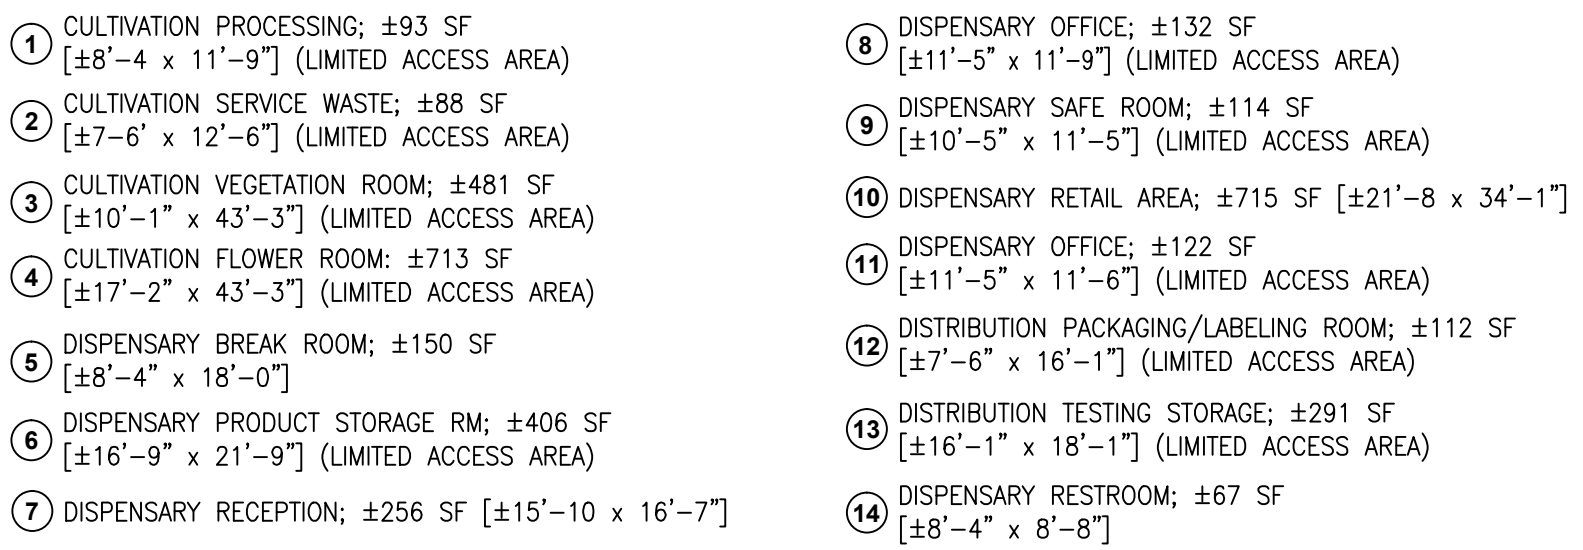 1 CULTIVATION PROCESSING; ±93 SF
[±8’–4 x 11’–9”] (LIMITED ACCESS AREA)
2 CULTIVATION SERVICE WASTE; ±88 SF
[±7–6’ x 12’–6”] (LIMITED ACCESS AREA)
3 CULTIVATION VEGETATION ROOM; ±481 SF
[±10’–1” x 43’–3”] (LIMITED ACCESS AREA)
4 CULTIVATION FLOWER ROOM: ±713 SF
[±17’–2” x 43’–3”] (LIMITED ACCESS AREA)
5 DISPENSARY BREAK ROOM; ±150 SF
[±8’–4” x 18’–0”]
6 DISPENSARY PRODUCT STORAGE RM; ±406 SF
[±16’–9” x 21’–9”] (LIMITED ACCESS AREA)
7 DISPENSARY RECEPTION; ±256 SF [±15’–10 x 16’–7”]
8 DISPENSARY OFFICE; ±132 SF
[±11’–5” x 11’–9”] (LIMITED ACCESS AREA)
9 DISPENSARY SAFE ROOM; ±114 SF
[±10’–5” x 11’–5”] (LIMITED ACCESS AREA)
10 DISPENSARY RETAIL AREA; ±715 SF [±21’–8 x 34’–1”]
11 DISPENSARY OFFICE; ±122 SF
[±11’–5” x 11’–6”] (LIMITED ACCESS AREA)
12 DISTRIBUTION PACKAGING/LABELING ROOM; ±112 SF
[±7’–6” x 16’–1”] (LIMITED ACCESS AREA)
13 DISTRIBUTION TESTING STORAGE; ±291 SF
[±16’–1” x 18’–1”] (LIMITED ACCESS AREA)
14 DISPENSARY RESTROOM; ±67 SF
[±8’–4” x 8’–8”]